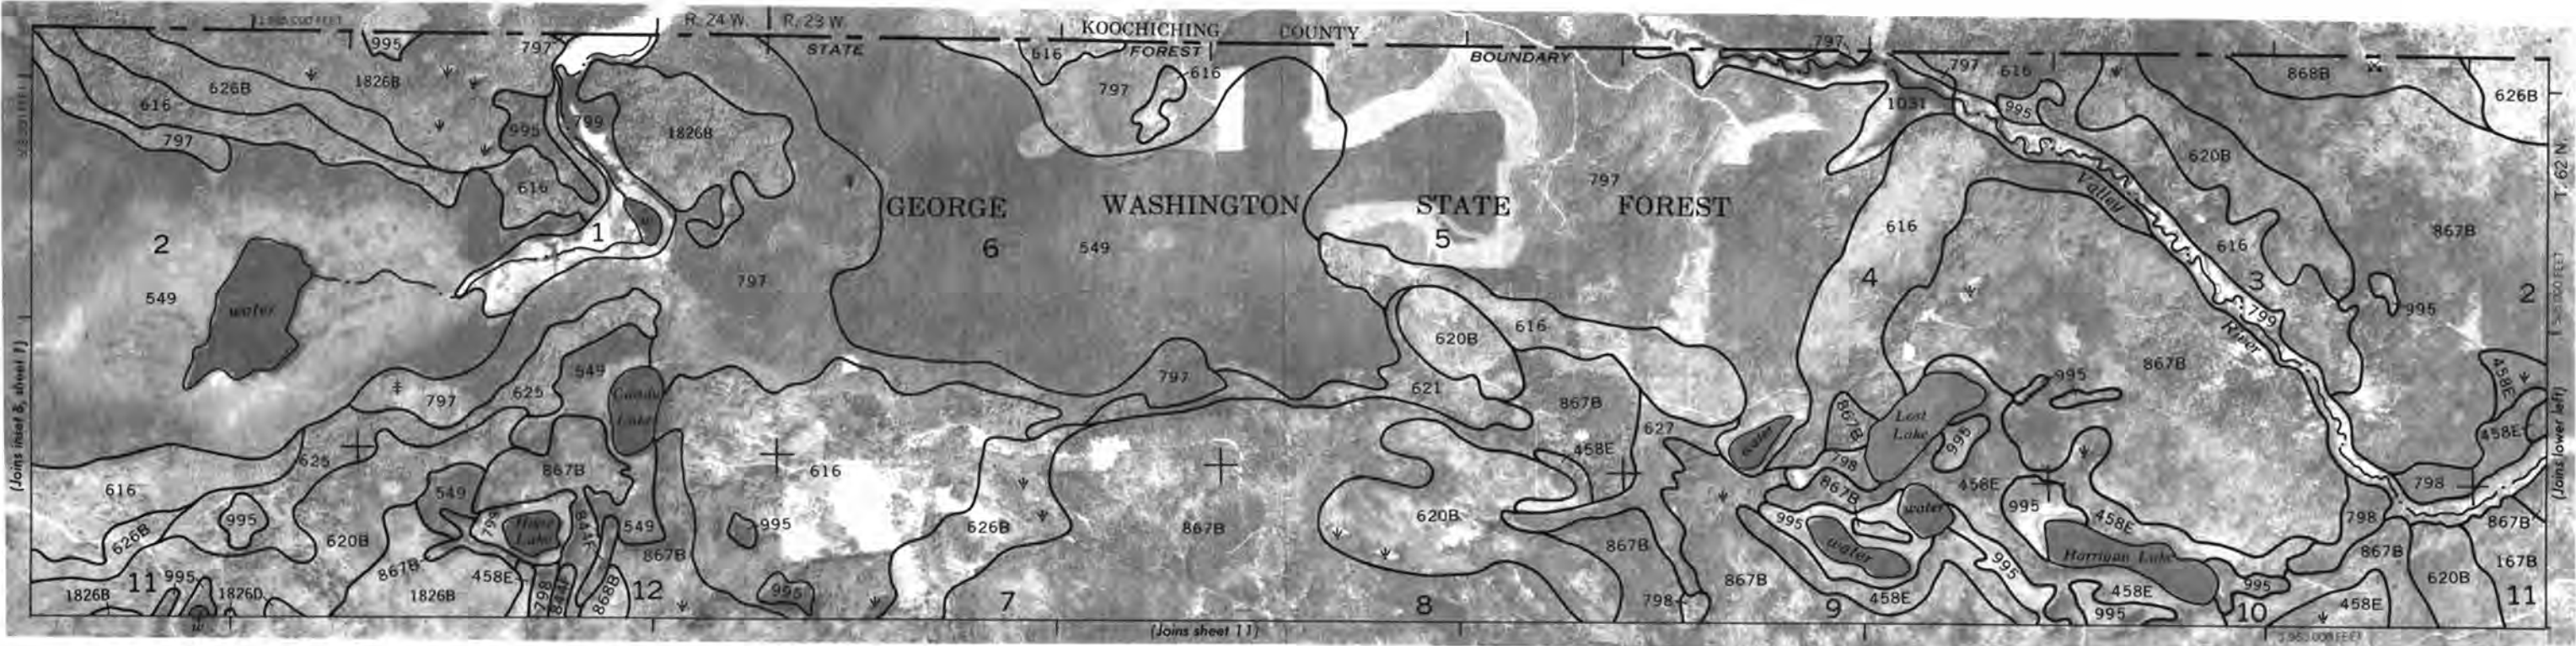 R. 24 W. R. 23 W.
KOOCHICHING COUNTY
STATE FOREST BOUNDARY
995 797 616 616 797 797 797 616 868B 626B
616 626B 1826B 995 799 1826B 1031 995
797 616 797 620B
GEORGE WASHINGTON STATE FOREST
Valley River
2 1 6 5 4 3 2
549 water w 797 549 616 616 867B
620B 616 799 995
797 625 549 797 621 867B 867B 995 458E
Lost
Lake
616 625 867B 616 458E 627 water 867B 798 995 458E
549 798 844F 549 995 626B 867B 620B 867B water 458E 995 798
626B 995 620B 867B 867B 995 water 458E 798 867B
Harrigan Lake
11 995 867B 458E 12 995 7 8 867B 9 995 995 867B 167B
1826B 1826D 1826B 798 844F 868B 798 458E 458E 995 10 458E 620B 11
w
(Joins inset B, sheet 1)
(Joins sheet 11)
T. 62 N.
(Joins lower left)